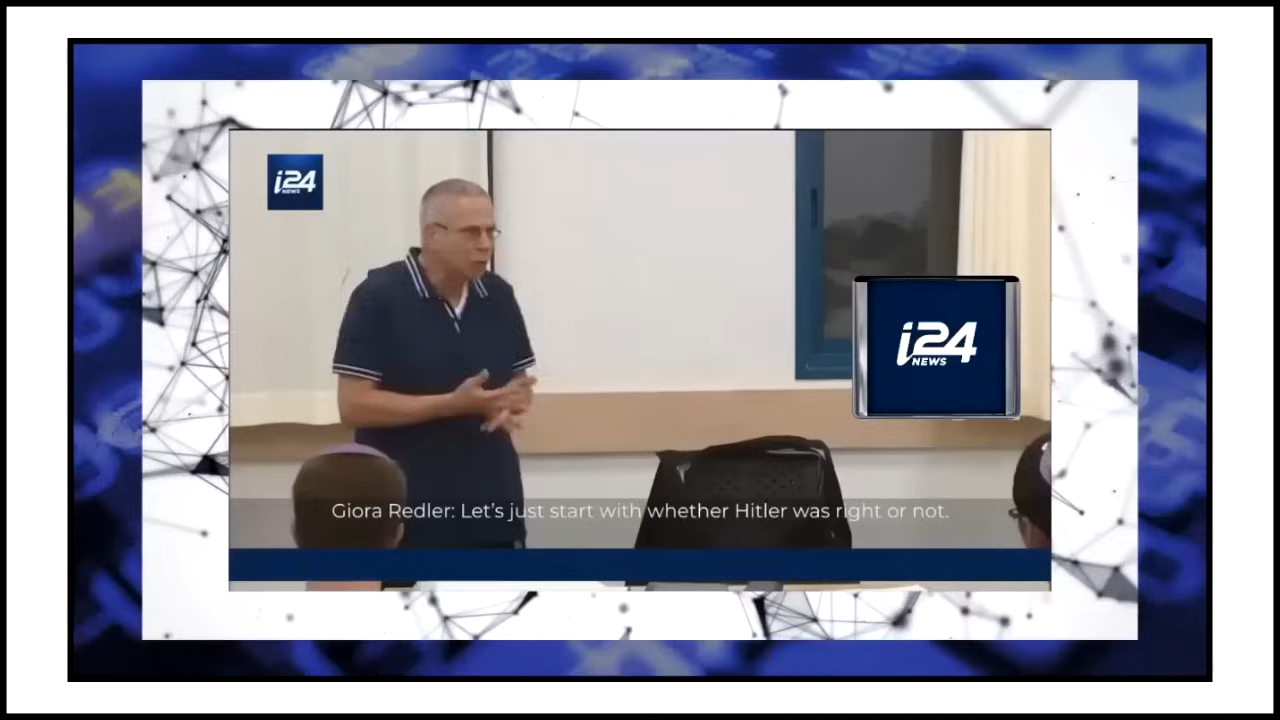 i24
NEWS
i24
NEWS
Giora Redler: Let's just start with whether Hitler was right or not.